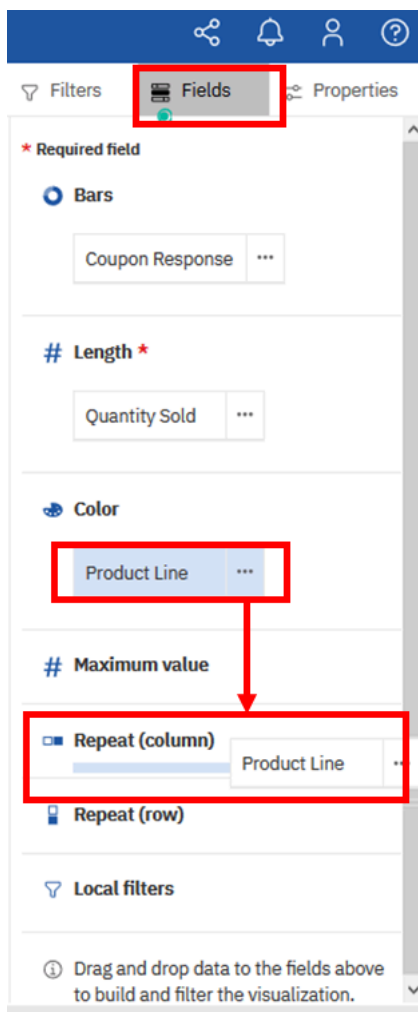 Filters
Fields
Properties
* Required field
Bars
Coupon Response
Length *
Quantity Sold
Color
Product Line
Maximum value
Repeat (column)
Product Line
Repeat (row)
Local filters
Drag and drop data to the fields above
to build and filter the visualization.